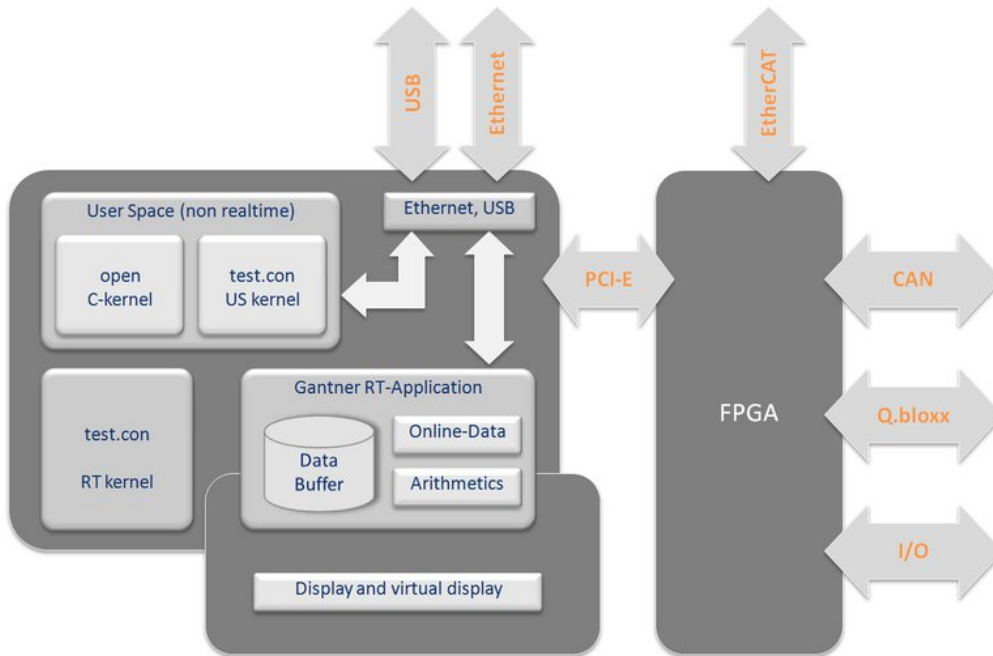 USB
Ethernet
EtherCAT
User Space (non realtime)
Ethernet, USB
open
C-kernel
test.con
US kernel
PCI-E
CAN
Gantner RT-Application
test.con
RT kernel
Data
Buffer
Online-Data
Arithmetics
FPGA
Q.bloxx
I/O
Display and virtual display